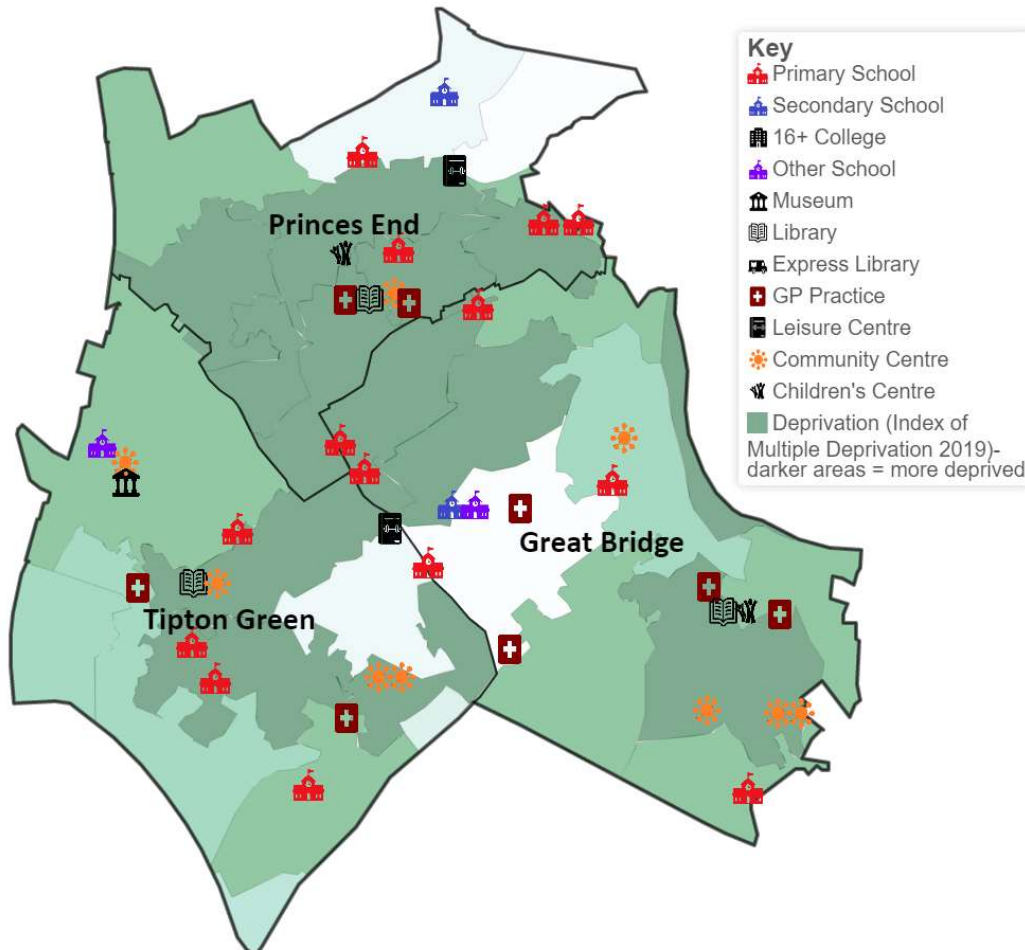 Key
Primary School
Secondary School
16+ College
Other School
Museum
Library
Express Library
GP Practice
Leisure Centre
Community Centre
Children's Centre
Deprivation (Index of
Multiple Deprivation 2019)-
darker areas = more deprived
Princes End
Great Bridge
Tipton Green